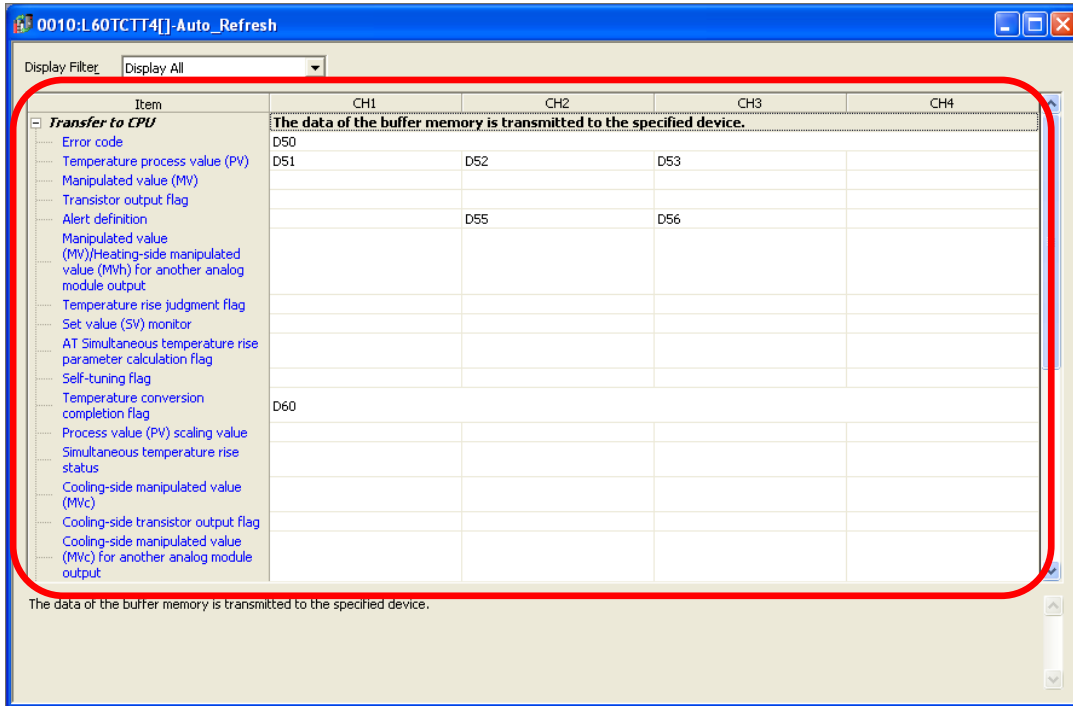 0010:L60TCTT4[]-Auto_Refresh
Display Filter Display All
Item CH1 CH2 CH3 CH4
Transfer to CPU The data of the buffer memory is transmitted to the specified device.
Error code D50
Temperature process value (PV) D51 D52 D53
Manipulated value (MV)
Transistor output flag
Alert definition D55 D56
Manipulated value
(MV)/Heating-side manipulated
value (MVh) for another analog
module output
Temperature rise judgment flag
Set value (SV) monitor
AT Simultaneous temperature rise
parameter calculation flag
Self-tuning flag
Temperature conversion
completion flag D60
Process value (PV) scaling value
Simultaneous temperature rise
status
Cooling-side manipulated value
(MVc)
Cooling-side transistor output flag
Cooling-side manipulated value
(MVc) for another analog module
output
The data of the buffer memory is transmitted to the specified device.